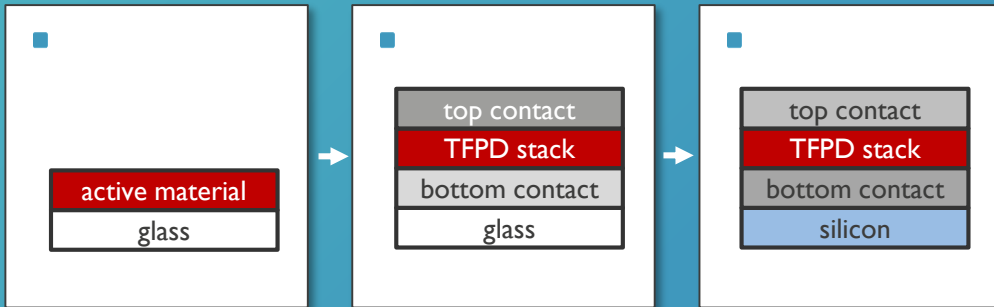 active material
glass
top contact
TFPD stack
bottom contact
glass
top contact
TFPD stack
bottom contact
silicon